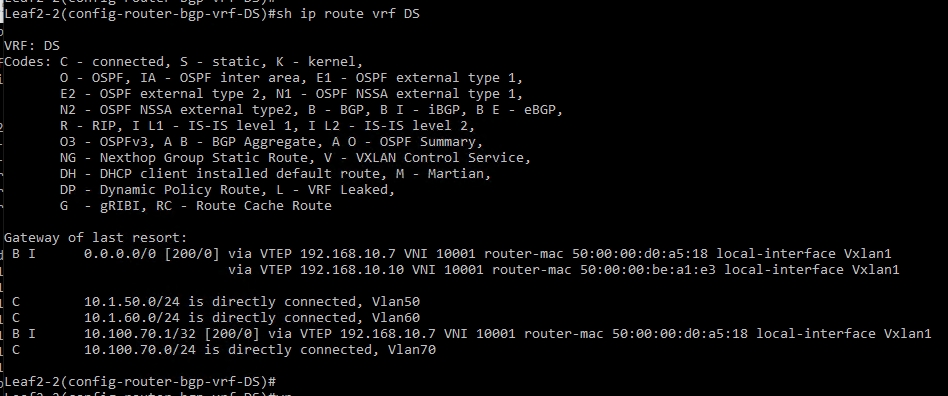 Leaf2-2(config-router-bgp-vrf-DS)#sh ip route vrf DS
VRF: DS
Codes: C - connected, S - static, K - kernel,
O - OSPF, IA - OSPF inter area, E1 - OSPF external type 1,
E2 - OSPF external type 2, N1 - OSPF NSSA external type 1,
N2 - OSPF NSSA external type2, B - BGP, B I - iBGP, B E - eBGP,
R - RIP, I L1 - IS-IS level 1, I L2 - IS-IS level 2,
O3 - OSPFv3, A B - BGP Aggregate, A O - OSPF Summary,
NG - Nexthop Group Static Route, V - VXLAN Control Service,
DH - DHCP client installed default route, M - Martian,
DP - Dynamic Policy Route, L - VRF Leaked,
G - gRIBI, RC - Route Cache Route
Gateway of last resort:
B I 0.0.0.0/0 [200/0] via VTEP 192.168.10.7 VNI 10001 router-mac 50:00:00:d0:a5:18 local-interface Vxlan1
via VTEP 192.168.10.10 VNI 10001 router-mac 50:00:00:be:a1:e3 local-interface Vxlan1
C 10.1.50.0/24 is directly connected, Vlan50
C 10.1.60.0/24 is directly connected, Vlan60
B I 10.100.70.1/32 [200/0] via VTEP 192.168.10.7 VNI 10001 router-mac 50:00:00:d0:a5:18 local-interface Vxlan1
C 10.100.70.0/24 is directly connected, Vlan70
Leaf2-2(config-router-bgp-vrf-DS)#